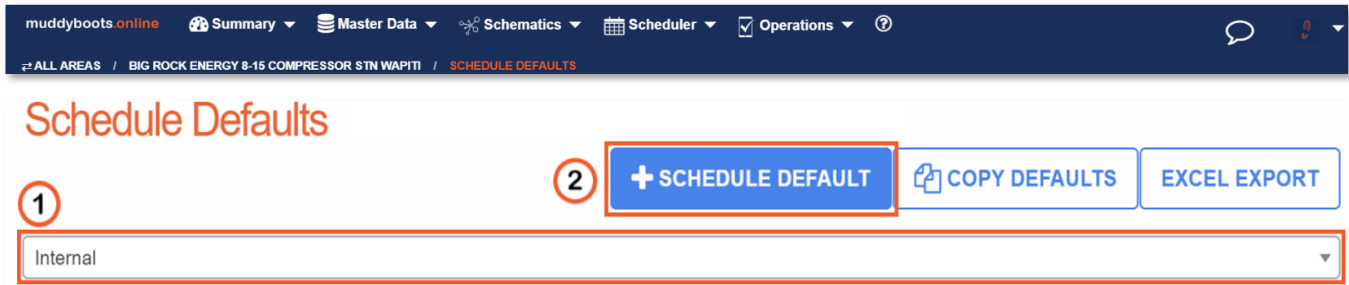 muddyboots.online Summary Master Data Schematics Scheduler Operations ?
ALL AREAS / BIG ROCK ENERGY 8-15 COMPRESSOR STN WAPITI / SCHEDULE DEFAULTS
Schedule Defaults
2 + SCHEDULE DEFAULT COPY DEFAULTS EXCEL EXPORT
1
Internal